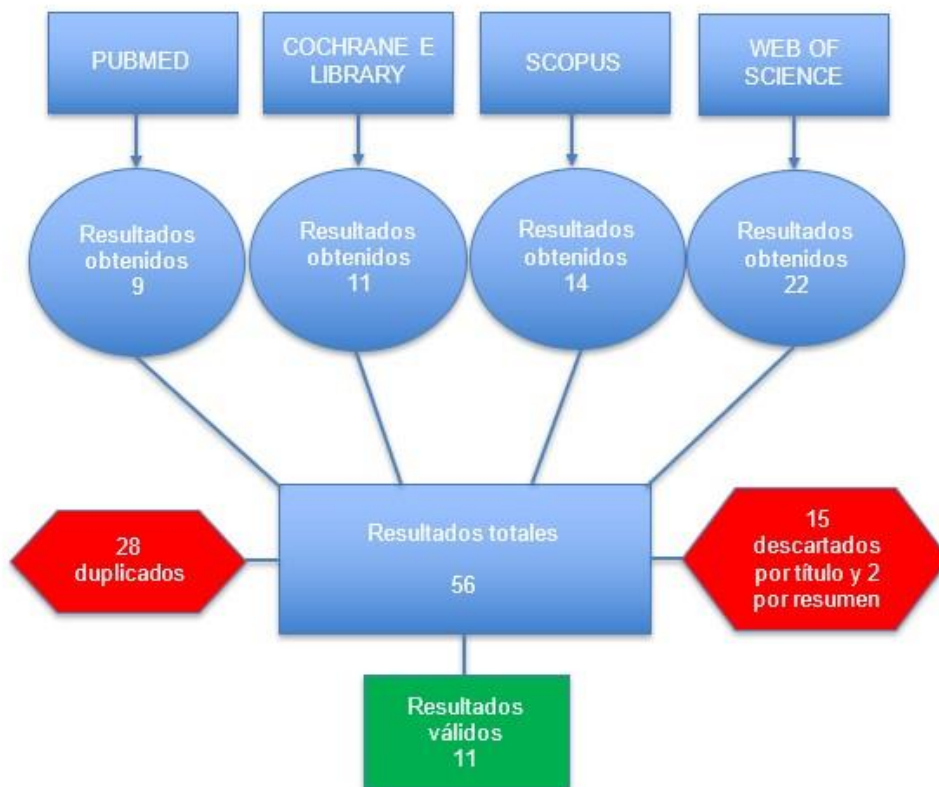 PUBMED
COCHRANE E
LIBRARY
SCOPUS
WEB OF
SCIENCE
Resultados
obtenidos
9
Resultados
obtenidos
11
Resultados
obtenidos
14
Resultados
obtenidos
22
28
duplicados
Resultados totales
56
15
descartados
por título y 2
por resumen
Resultados
válidos
11